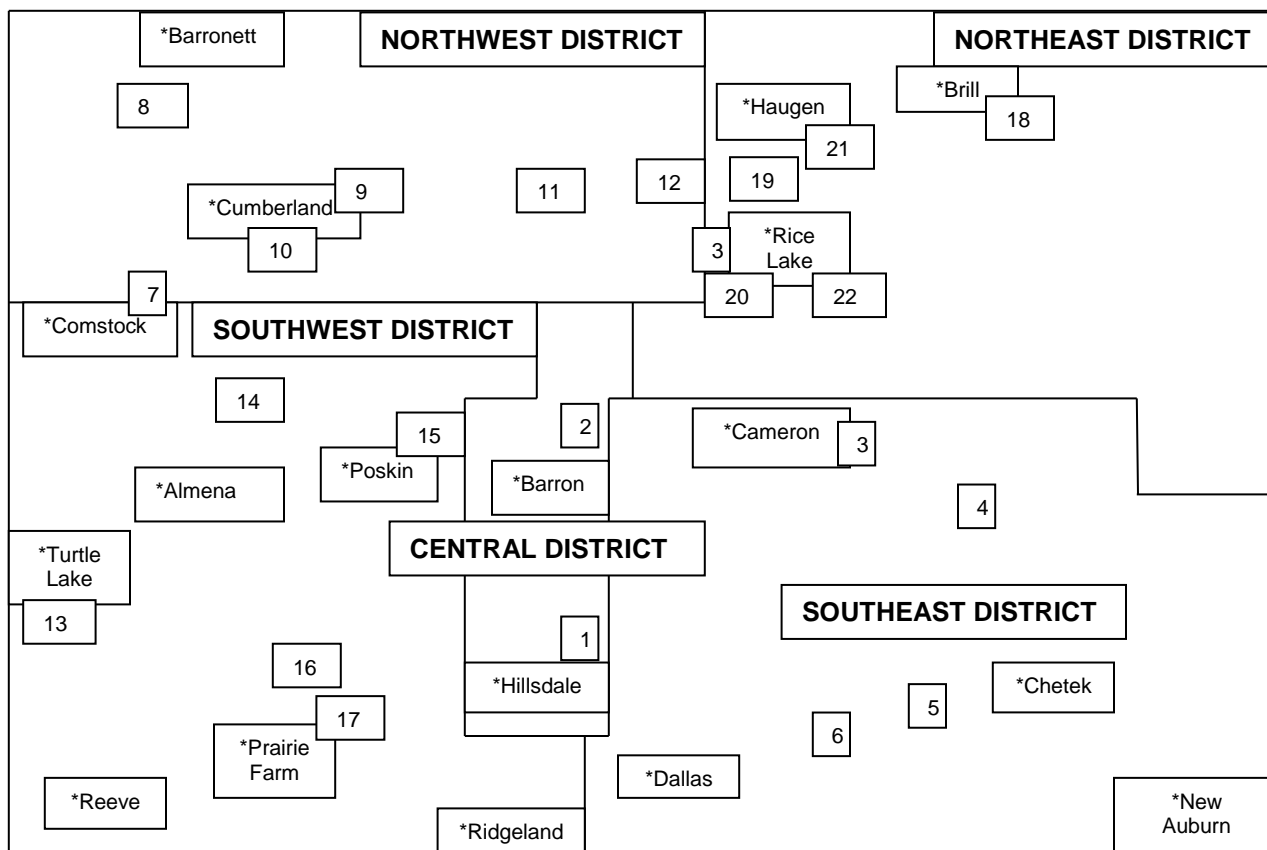 *Barronett
NORTHWEST DISTRICT
NORTHEAST DISTRICT
8
*Haugen
*Brill
18
21
9
11
12
19
*Cumberland
10
3
*Rice
Lake
7
20
22
*Comstock
SOUTHWEST DISTRICT
14
15
2
*Cameron
3
*Poskin
*Barron
*Almena
4
*Turtle
Lake
CENTRAL DISTRICT
13
SOUTHEAST DISTRICT
1
16
*Hillsdale
*Chetek
17
5
6
*Prairie
Farm
*Dallas
*Reeve
*Ridgeland
*New
Auburn